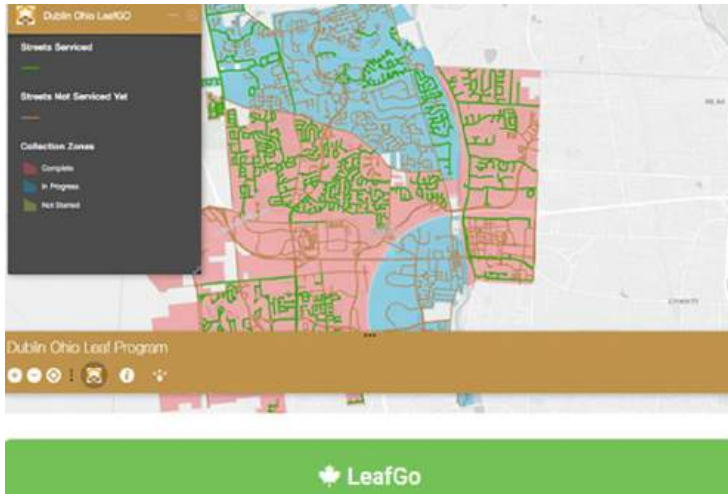 Dublin Ohio LeafGO
Streets Serviced
Streets Not Serviced Yet
Collection Zones
Complete
In Progress
Not Started
Linworth
Dublin Ohio Leaf Program
LeafGo